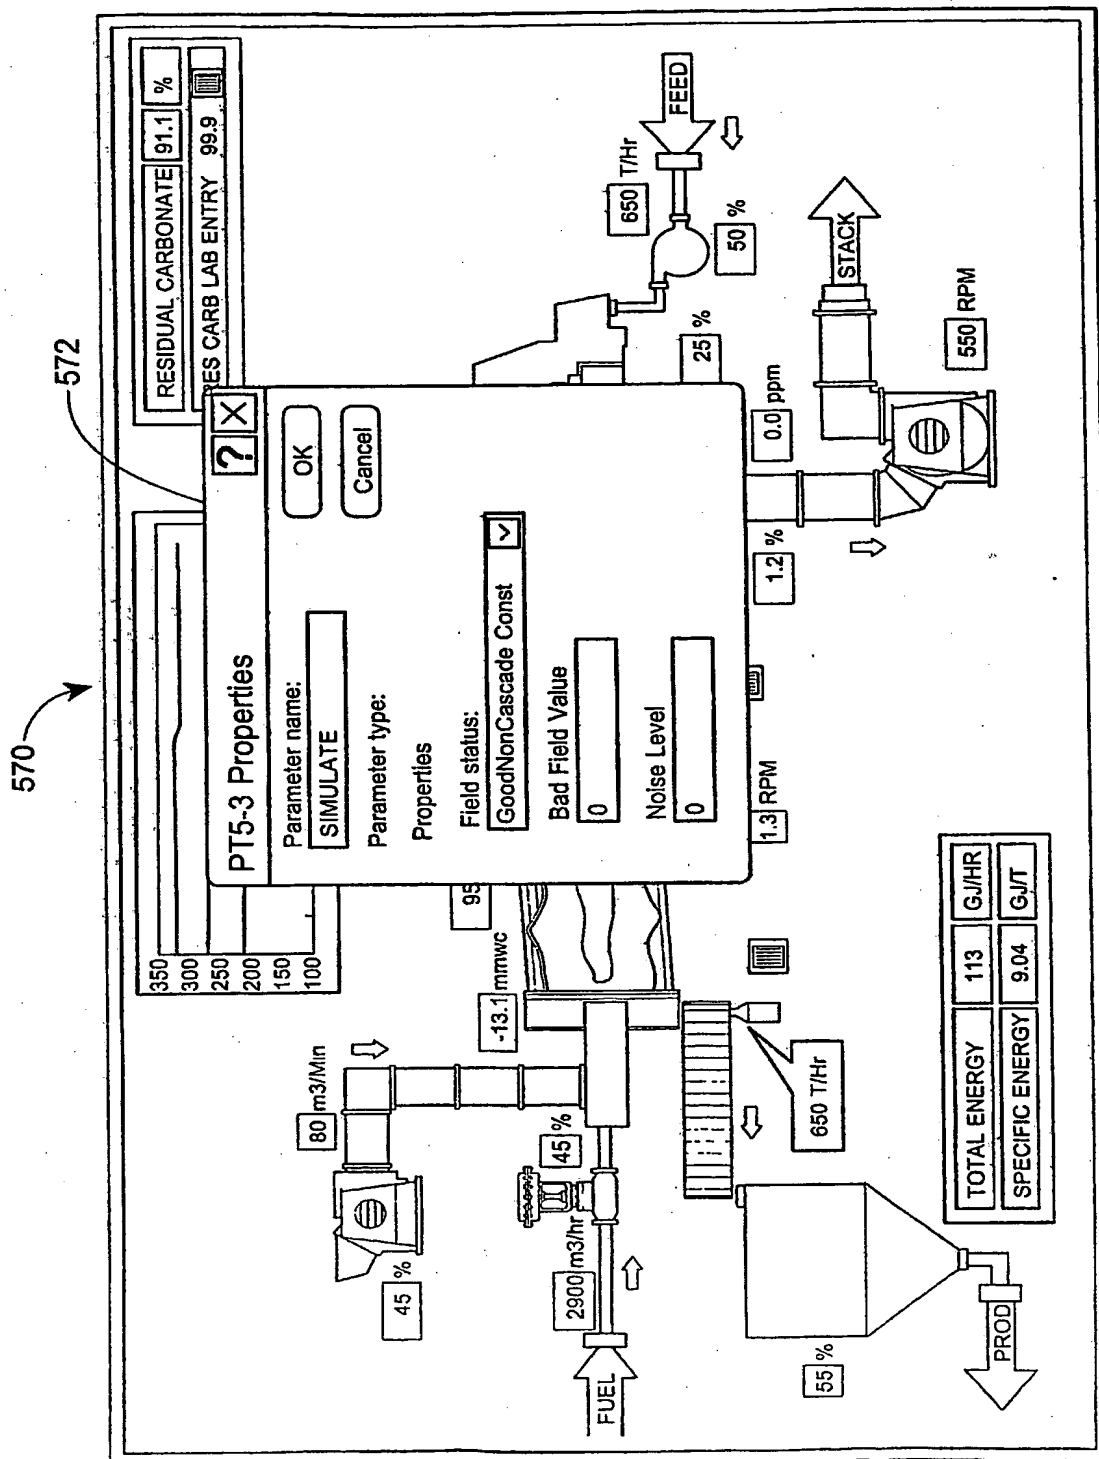 570
572
RESIDUAL CARBONATE 91.1 %
RES CARB LAB ENTRY 99.9
350
300
250
200
150
100
PT5-3 Properties ? X
Parameter name:
SIMULATE
OK
Parameter type:
Cancel
Properties
Field status:
GoodNonCascade Const
Bad Field Value
0
Noise Level
0
80 m3/Min
45 %
-13.1 mmwc
95
45 %
2900 m3/hr
FUEL
650 T/Hr
FEED
50 %
25 %
0.0 ppm
1.2 %
1.3 RPM
STACK
550 RPM
650 T/Hr
55 %
PROD
TOTAL ENERGY 113 GJ/HR
SPECIFIC ENERGY 9.04 GJ/T